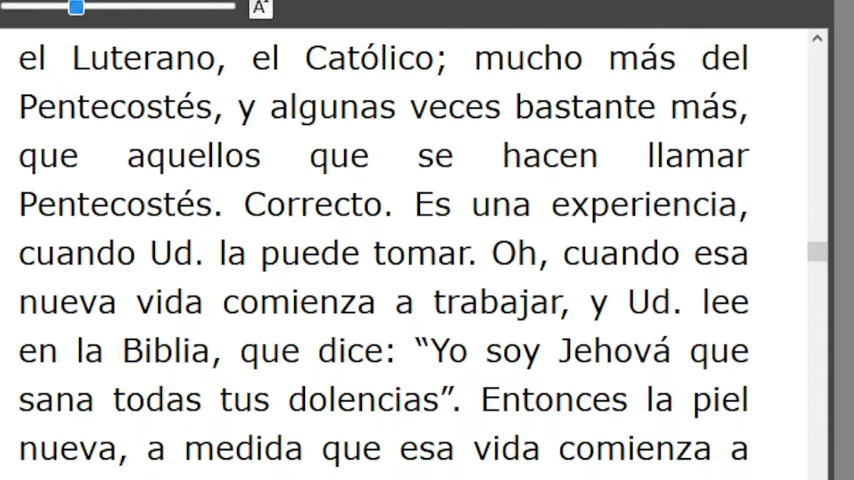 A
el Luterano, el Católico; mucho más del
Pentecostés, y algunas veces bastante más,
que aquellos que se hacen llamar
Pentecostés. Correcto. Es una experiencia,
cuando Ud. la puede tomar. Oh, cuando esa
nueva vida comienza a trabajar, y Ud. lee
en la Biblia, que dice: “Yo soy Jehová que
sana todas tus dolencias”. Entonces la piel
nueva, a medida que esa vida comienza a